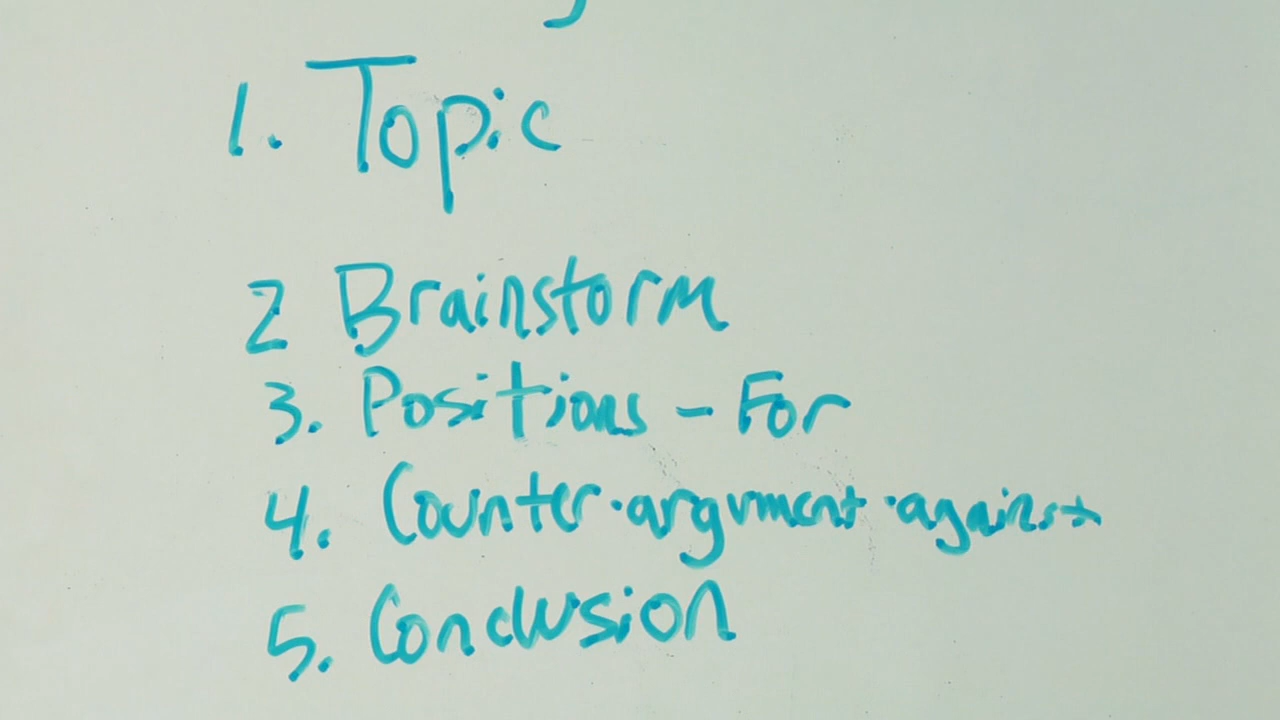 1. Topic
2 Brainstorm
3. Positions - For
4. Counter-argument-against
5. Conclusion